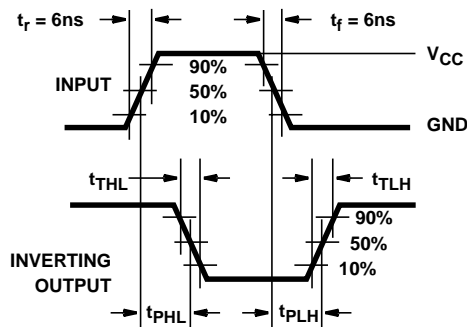 tr = 6ns
tf = 6ns
VCC
INPUT
90%
50%
10%
GND
tTHL
tTLH
90%
50%
10%
INVERTING
OUTPUT
tPHL
tPLH